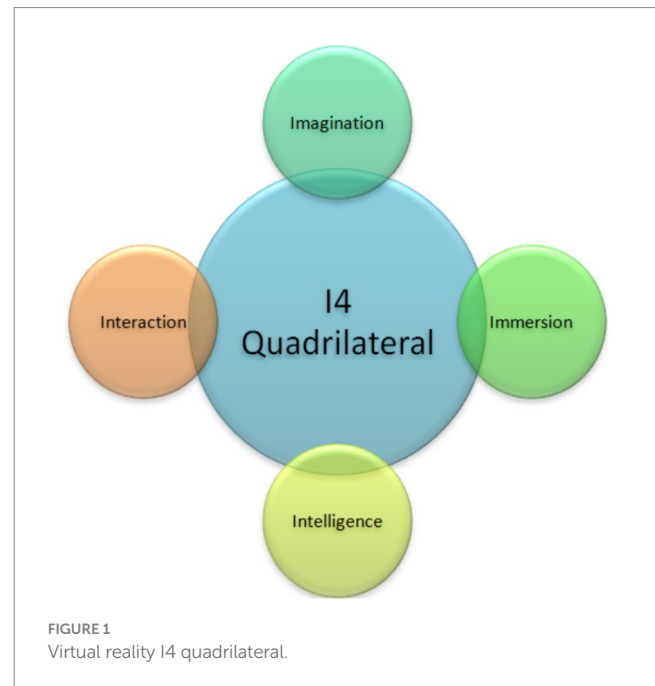 Imagination
I4
Quadrilateral
Interaction
Immersion
Intelligence
FIGURE 1
Virtual reality I4 quadrilateral.